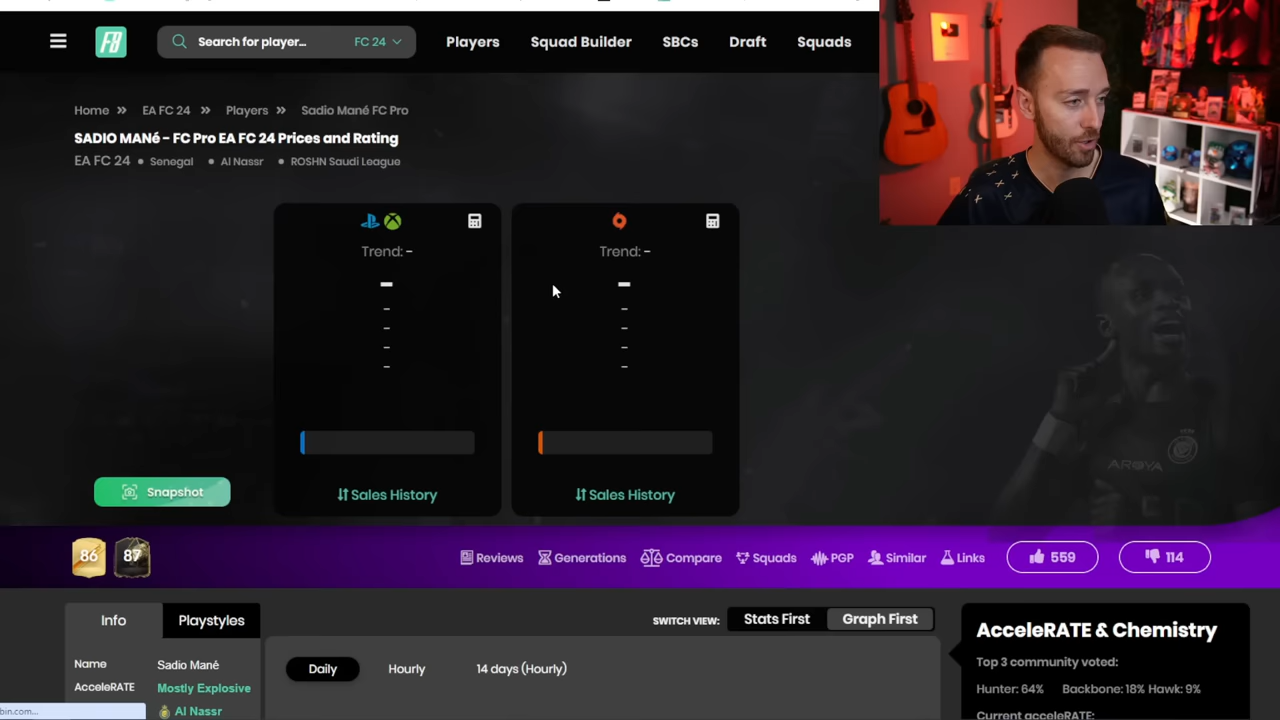 FB
Search for player...
FC 24
Players
Squad Builder
SBCs
Draft
Squads
Home » EA FC 24 » Players » Sadio Mané FC Pro
SADIO MANé - FC Pro EA FC 24 Prices and Rating
EA FC 24 • Senegal • Al Nassr • ROSHN Saudi League
Trend: -
-
-
-
-
-
Sales History
Trend: -
-
-
-
-
-
Sales History
Snapshot
AROYA
86
87
Reviews
Generations
Compare
Squads
PGP
Similar
Links
559
114
Info
Playstyles
SWITCH VIEW:
Stats First
Graph First
Name Sadio Mané
AcceleRATE Mostly Explosive
Al Nassr
Daily
Hourly
14 days (Hourly)
AcceleRATE & Chemistry
Top 3 community voted:
Hunter: 64% Backbone: 18% Hawk: 9%
Current acceleRATE:
bin.com...